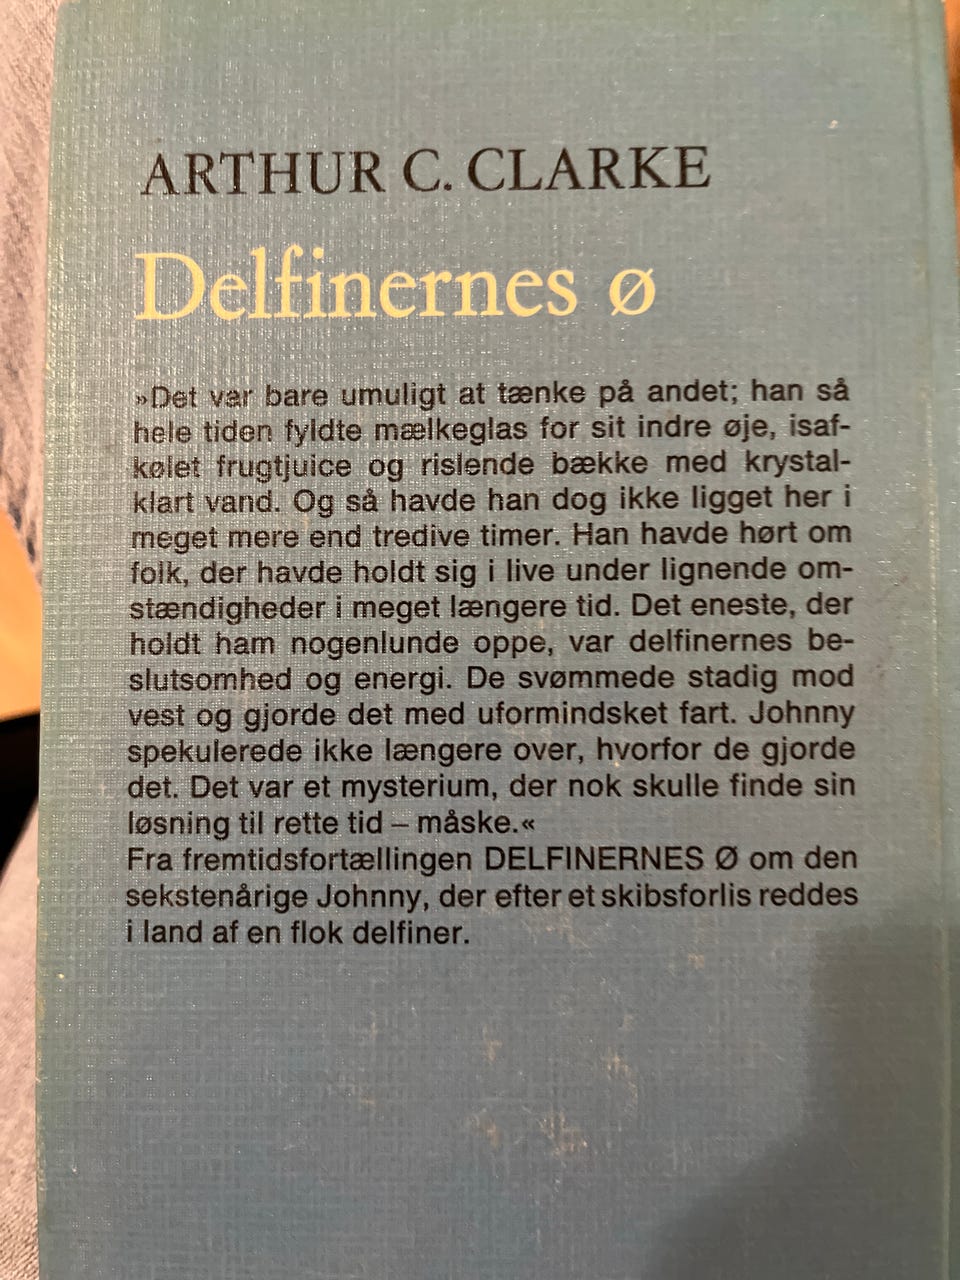 ARTHUR C. CLARKE
Delfinernes ø
»Det var bare umuligt at tænke på andet; han så
hele tiden fyldte mælkeglas for sit indre øje, isaf-
kølet frugtjuice og rislende bække med krystal-
klart vand. Og så havde han dog ikke ligget her i
meget mere end tredive timer. Han havde hørt om
folk, der havde holdt sig i live under lignende om-
stændigheder i meget længere tid. Det eneste, der
holdt ham nogenlunde oppe, var delfinernes be-
slutsomhed og energi. De svømmede stadig mod
vest og gjorde det med uformindsket fart. Johnny
spekulerede ikke længere over, hvorfor de gjorde
det. Det var et mysterium, der nok skulle finde sin
løsning til rette tid – måske.«
Fra fremtidsfortællingen DELFINERNES Ø om den
sekstenårige Johnny, der efter et skibsforlis reddes
i land af en flok delfiner.